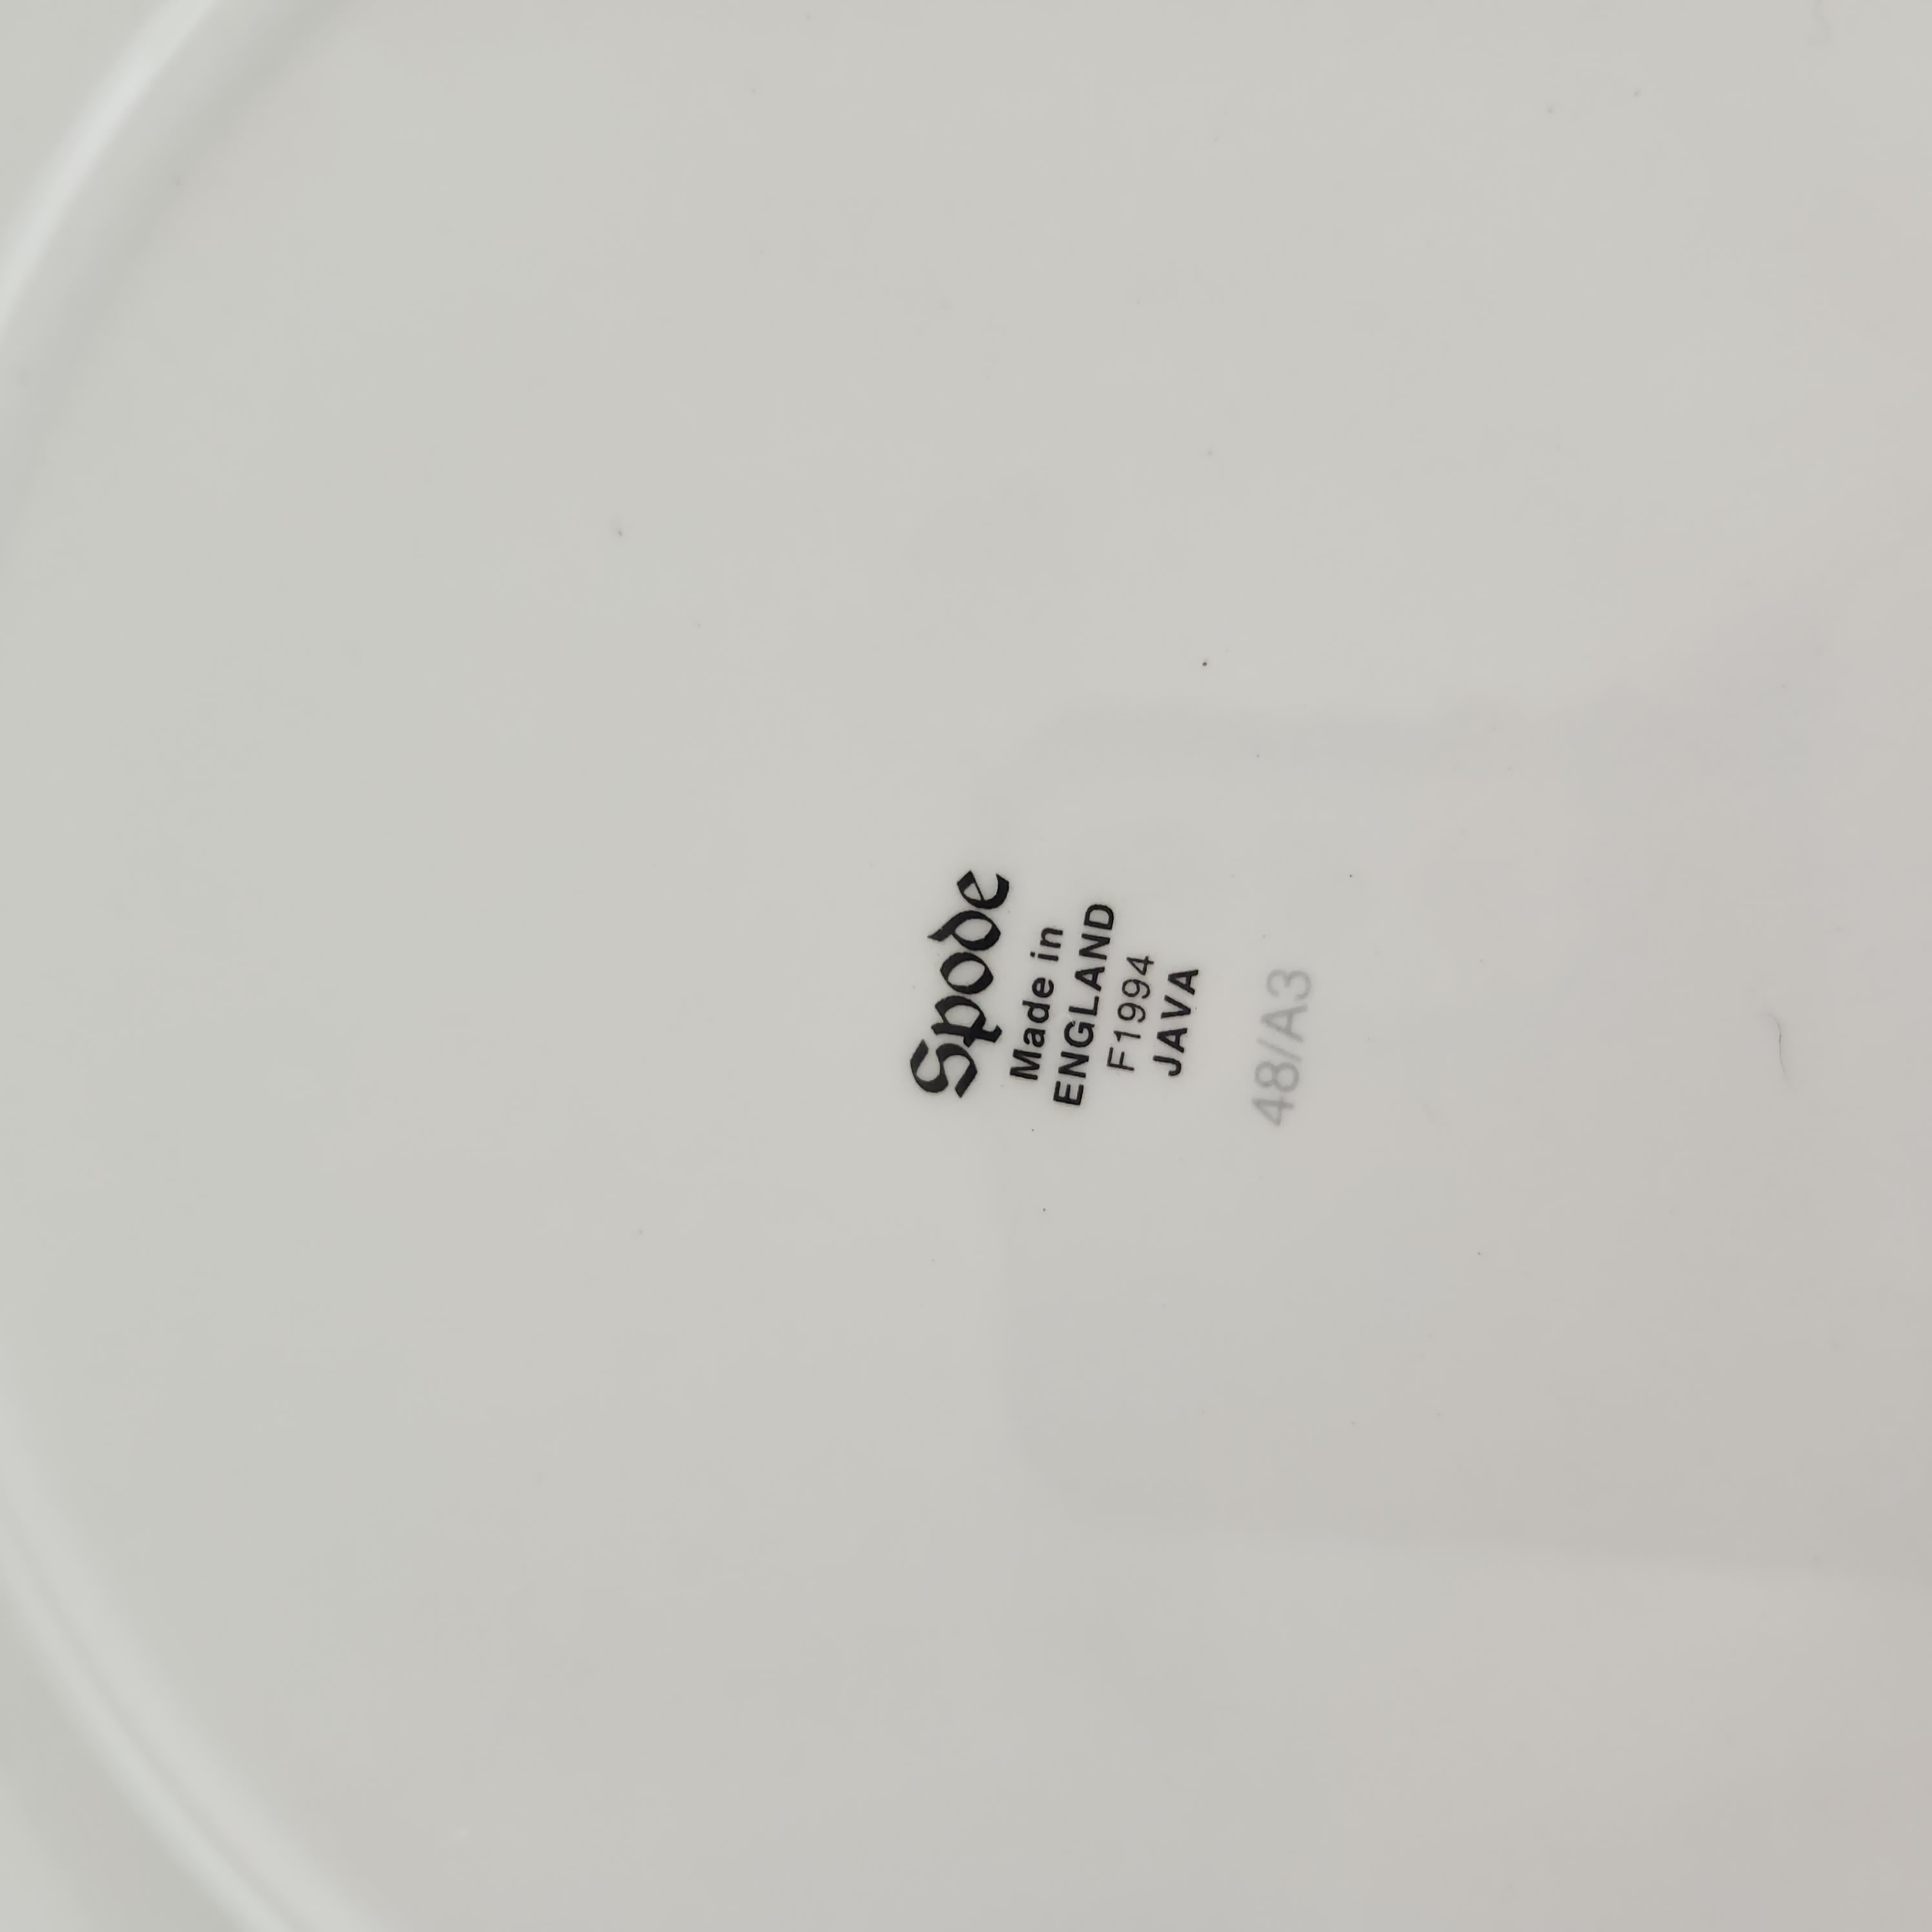 Spode
Made in
ENGLAND
F1994
JAVA
48/A3